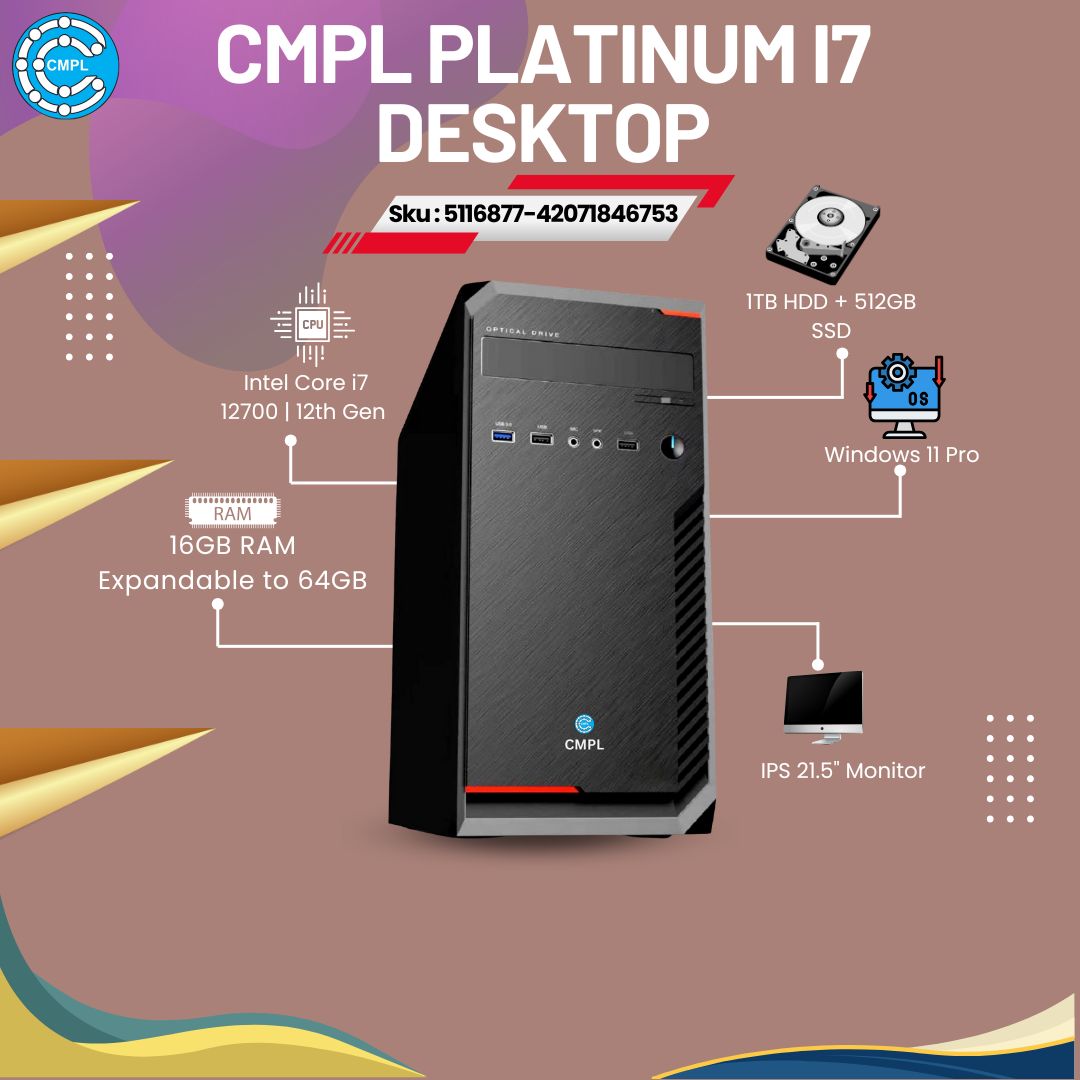 CMPL
CMPL PLATINUM I7
DESKTOP
Sku : 5116877-42071846753
1TB HDD + 512GB
SSD
CPU
Intel Core i7
12700 | 12th Gen
OS
Windows 11 Pro
RAM
16GB RAM
Expandable to 64GB
OPTICAL DRIVE
USB 3.0
USB
MIC
CMPL
IPS 21.5" Monitor